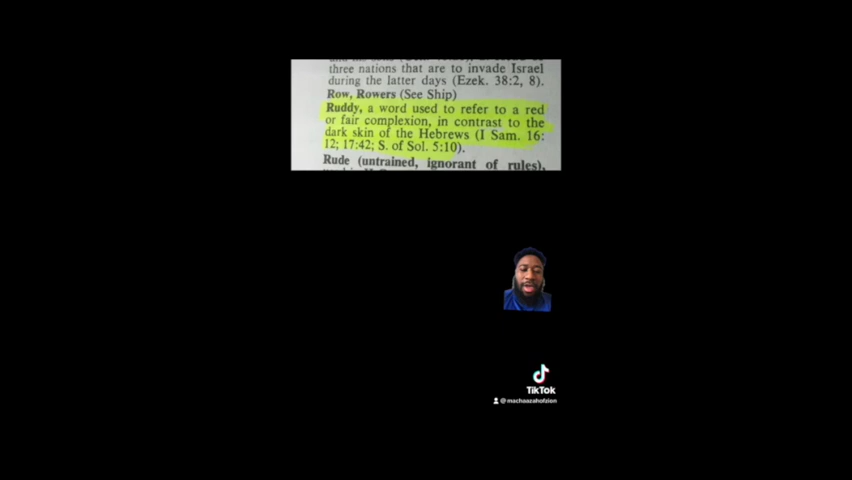 three nations that are to invade Israel
during the latter days (Ezek. 38:2, 8).
Row, Rowers (See Ship)
Ruddy, a word used to refer to a red
or fair complexion, in contrast to the
dark skin of the Hebrews (I Sam. 16:
12; 17:42; S. of Sol. 5:10).
Rude (untrained, ignorant of rules),
TikTok
@machaazahofzion